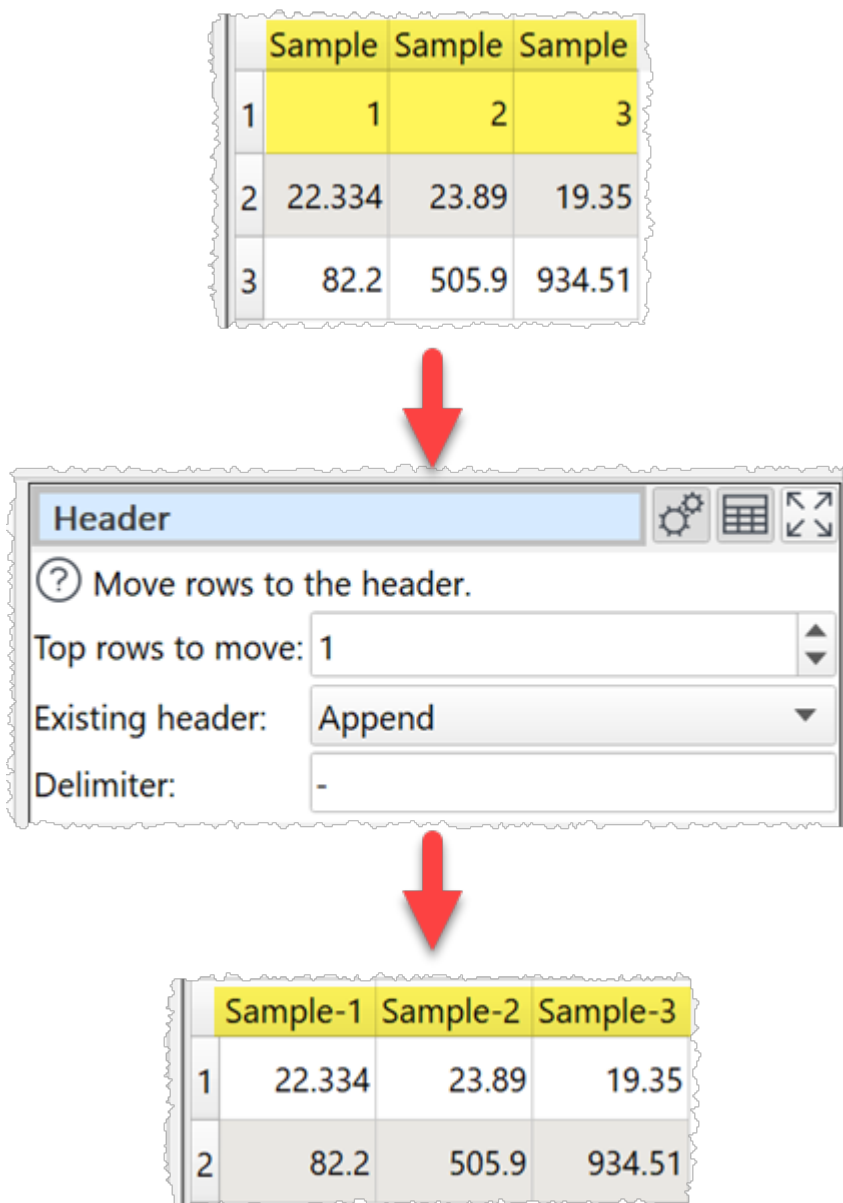 Sample Sample Sample
1 1 2 3
2 22.334 23.89 19.35
3 82.2 505.9 934.51
Header
? Move rows to the header.
Top rows to move: 1
Existing header: Append
Delimiter: -
Sample-1 Sample-2 Sample-3
1 22.334 23.89 19.35
2 82.2 505.9 934.51